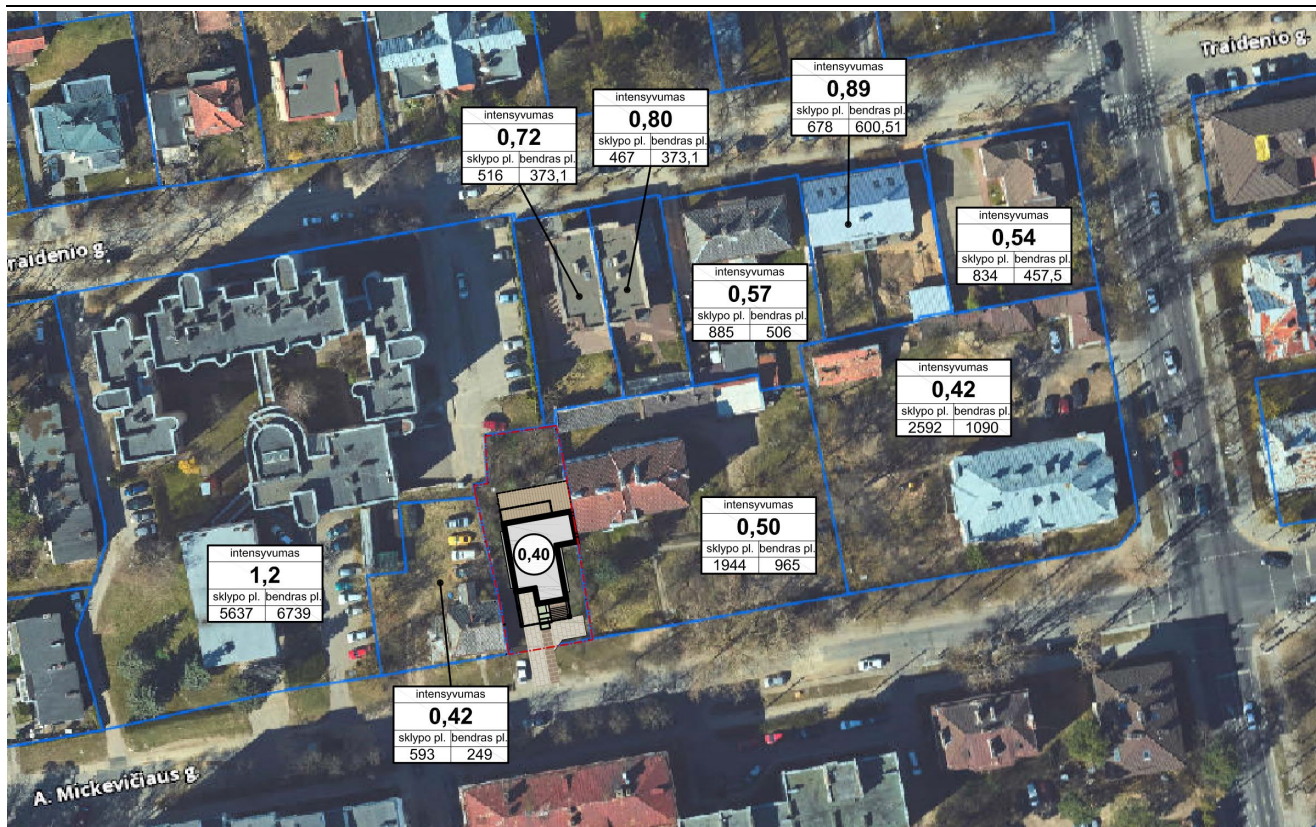 Traidenio g.
intensyvumas
0,89
sklypo pl. bendras pl.
678 600,51
intensyvumas
0,80
sklypo pl. bendras pl.
467 373,1
intensyvumas
0,72
sklypo pl. bendras pl.
516 373,1
intensyvumas
0,54
sklypo pl. bendras pl.
834 457,5
raidenio g.
intensyvumas
0,57
sklypo pl. bendras pl.
885 506
intensyvumas
0,42
sklypo pl. bendras pl.
2592 1090
intensyvumas
0,50
sklypo pl. bendras pl.
1944 965
0,40
intensyvumas
1,2
sklypo pl. bendras pl.
5637 6739
intensyvumas
0,42
sklypo pl. bendras pl.
593 249
A. Mickevičiaus g.